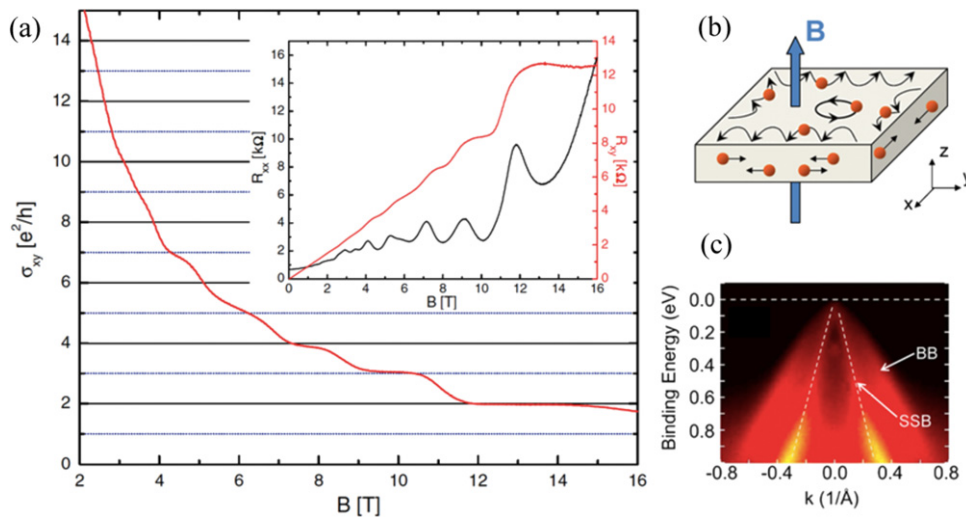 (a)
σxy [e²/h]
14
12
10
8
6
4
2
0
2 4 6 8 10 12 14 16
B [T]
Rxx [kΩ]
16
14
12
10
8
6
4
2
0
0 2 4 6 8 10 12 14 16
B [T]
14
12
10
8
6
4
2
0
Rxy [kΩ]
(b)
B
z
y
x
(c)
Binding Energy (eV)
0.0
0.2
0.4
0.6
0.8
BB
SSB
-0.8 -0.4 0.0 0.4 0.8
k (1/Å)